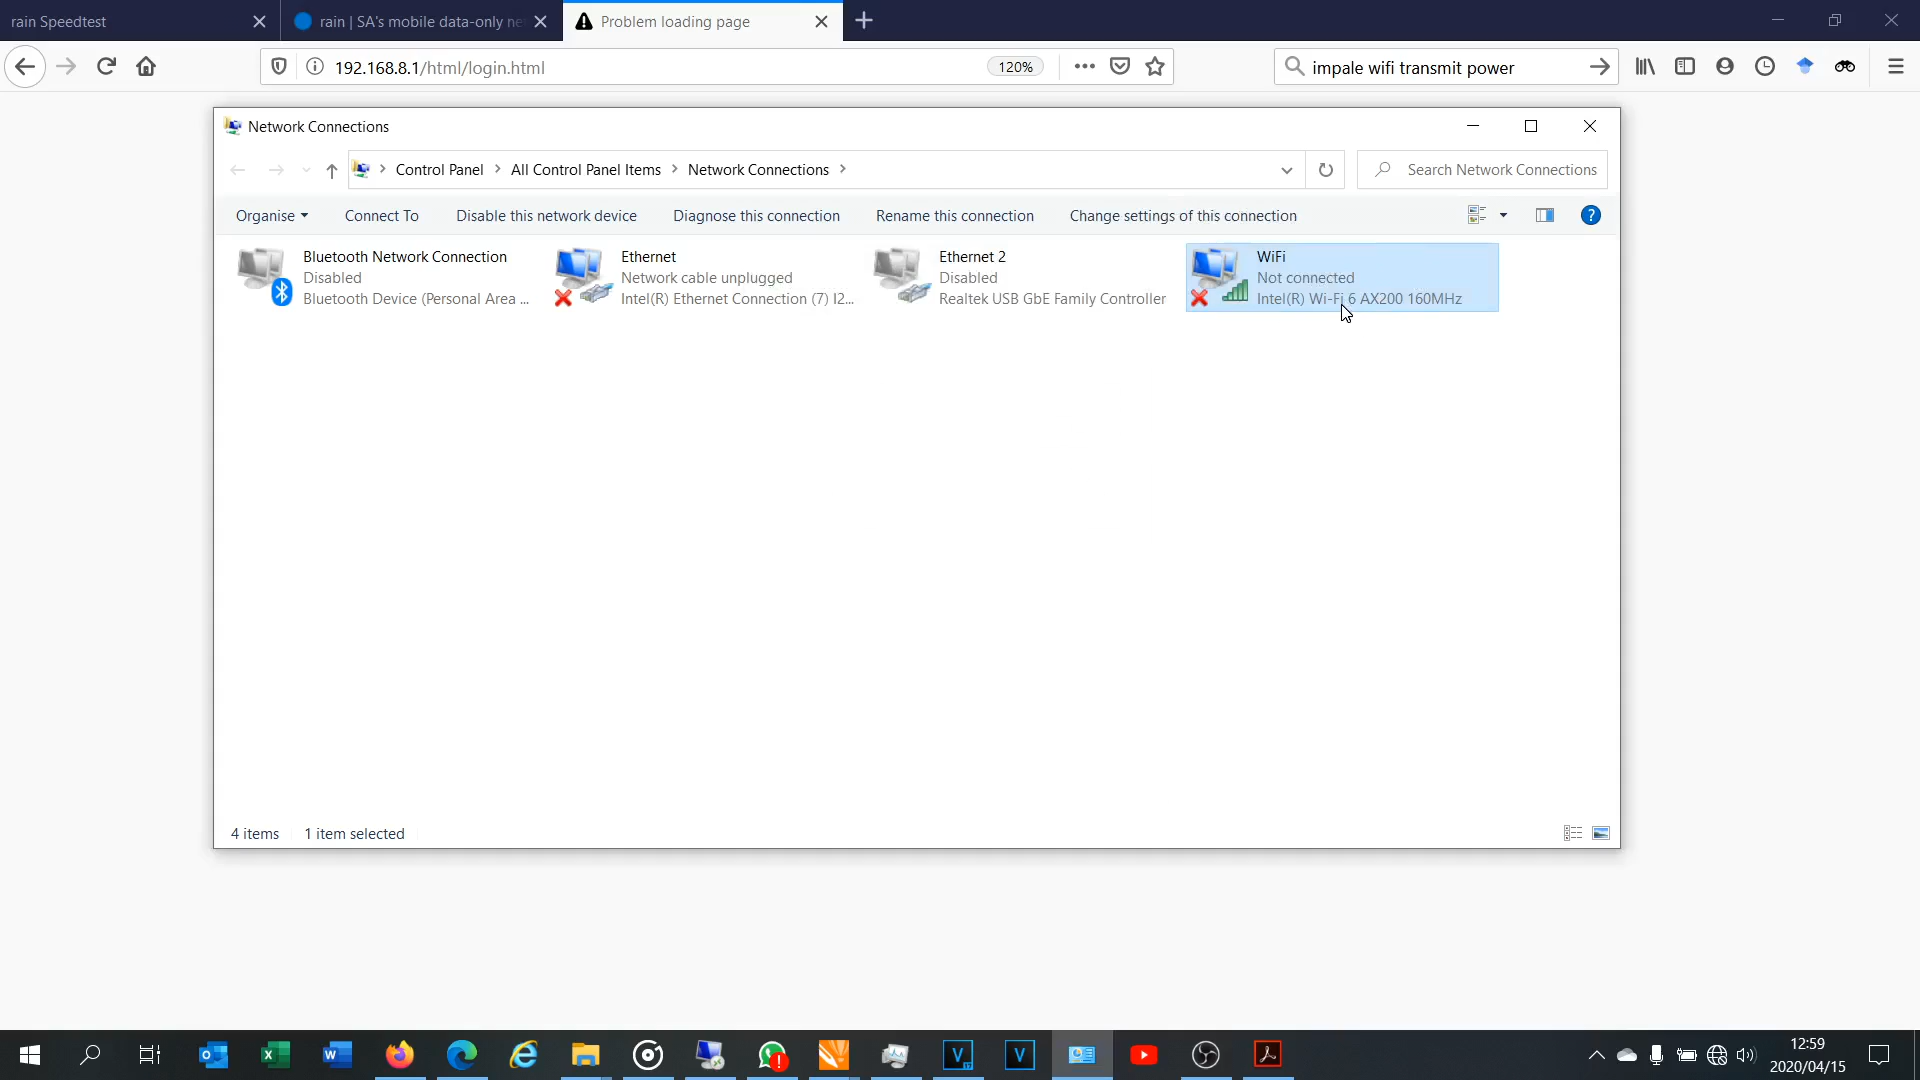 rain Speedtest
rain | SA's mobile data-only ne
Problem loading page
192.168.8.1/html/login.html
120%
impale wifi transmit power
Network Connections
Control Panel > All Control Panel Items > Network Connections >
Search Network Connections
Organise
Connect To
Disable this network device
Diagnose this connection
Rename this connection
Change settings of this connection
Bluetooth Network Connection
Disabled
Bluetooth Device (Personal Area ...
Ethernet
Network cable unplugged
Intel(R) Ethernet Connection (7) I2...
Ethernet 2
Disabled
Realtek USB GbE Family Controller
WiFi
Not connected
Intel(R) Wi-Fi 6 AX200 160MHz
4 items
1 item selected
12:59
2020/04/15